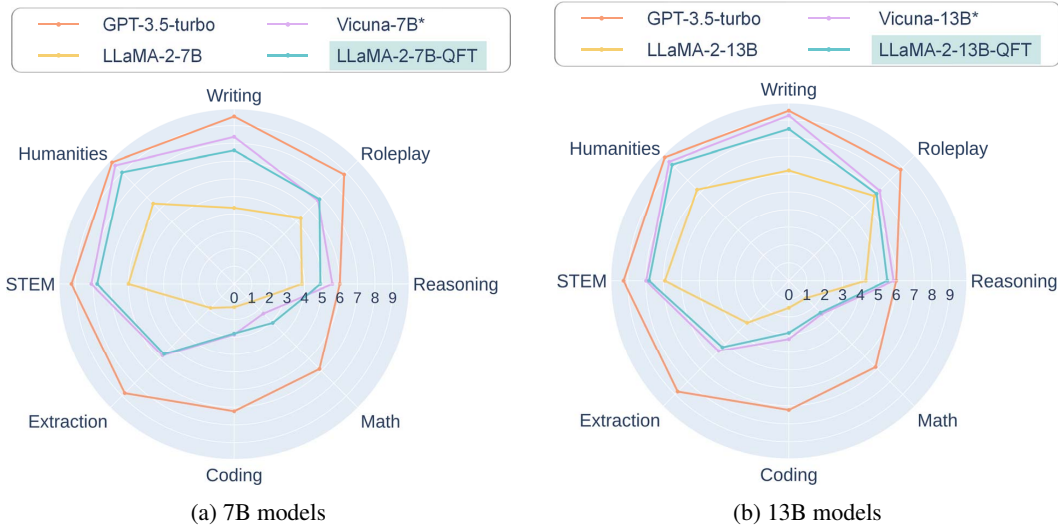 GPT-3.5-turbo
Vicuna-7B*
LLaMA-2-7B
LLaMA-2-7B-QFT
Writing
Humanities
Roleplay
STEM
0 1 2 3 4 5 6 7 8 9
Reasoning
Extraction
Math
Coding
(a) 7B models
GPT-3.5-turbo
Vicuna-13B*
LLaMA-2-13B
LLaMA-2-13B-QFT
Writing
Humanities
Roleplay
STEM
0 1 2 3 4 5 6 7 8 9
Reasoning
Extraction
Math
Coding
(b) 13B models